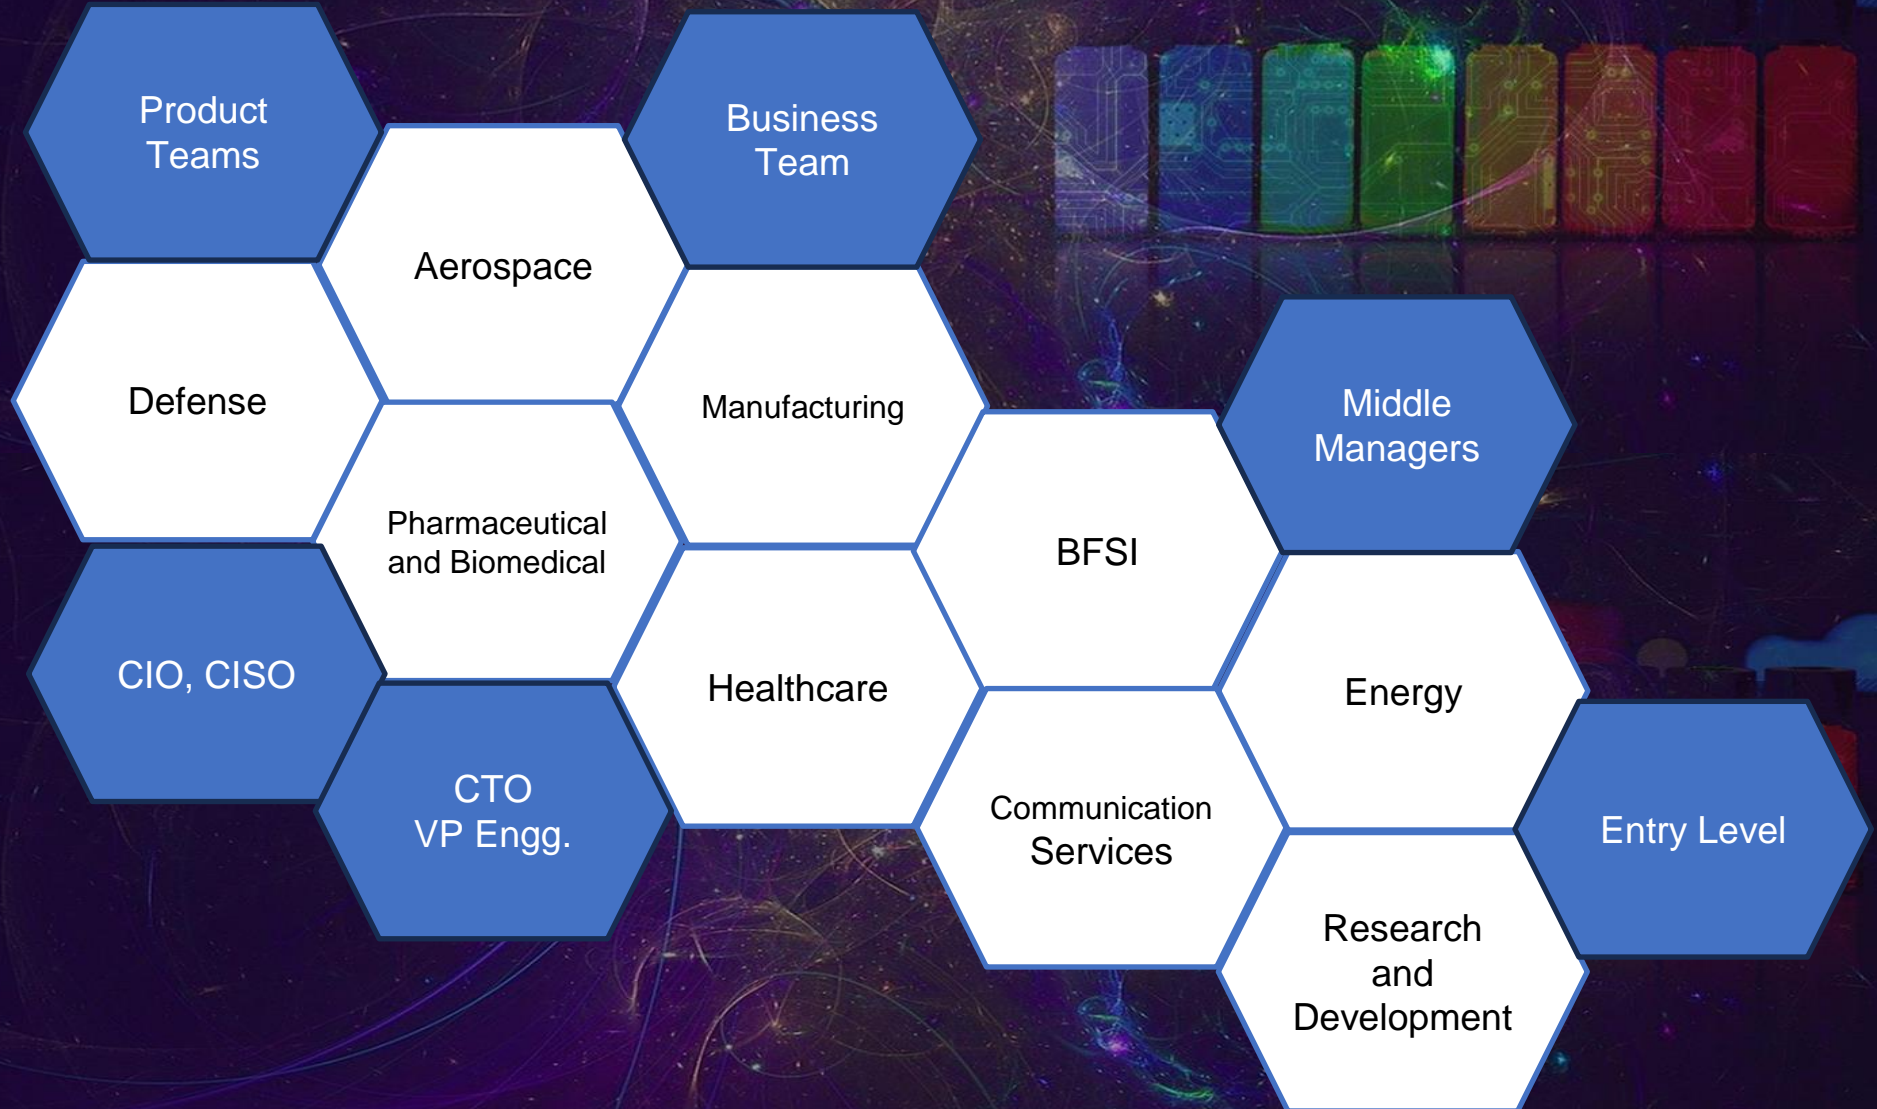 Product
Teams
Business
Team
Aerospace
Defense
Manufacturing
Middle
Managers
Pharmaceutical
and Biomedical
BFSI
CIO, CISO
Healthcare
Energy
CTO
VP Engg.
Communication
Services
Entry Level
Research
and
Development